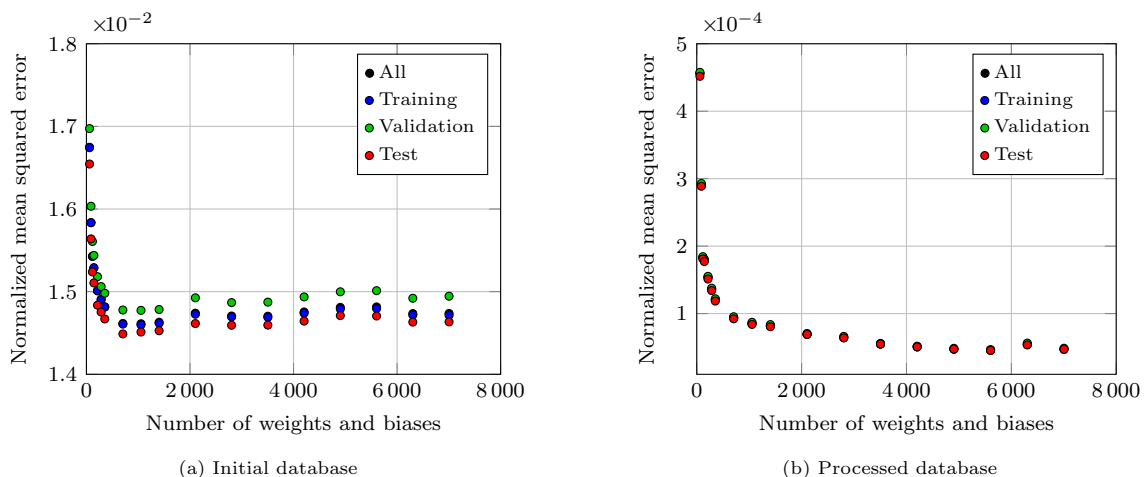 ×10−2
1.8
1.7
1.6
1.5
1.4
Normalized mean squared error
All
Training
Validation
Test
0
2 000
4 000
6 000
8 000
Number of weights and biases
(a) Initial database
×10−4
5
4
3
2
1
Normalized mean squared error
All
Training
Validation
Test
0
2 000
4 000
6 000
8 000
Number of weights and biases
(b) Processed database